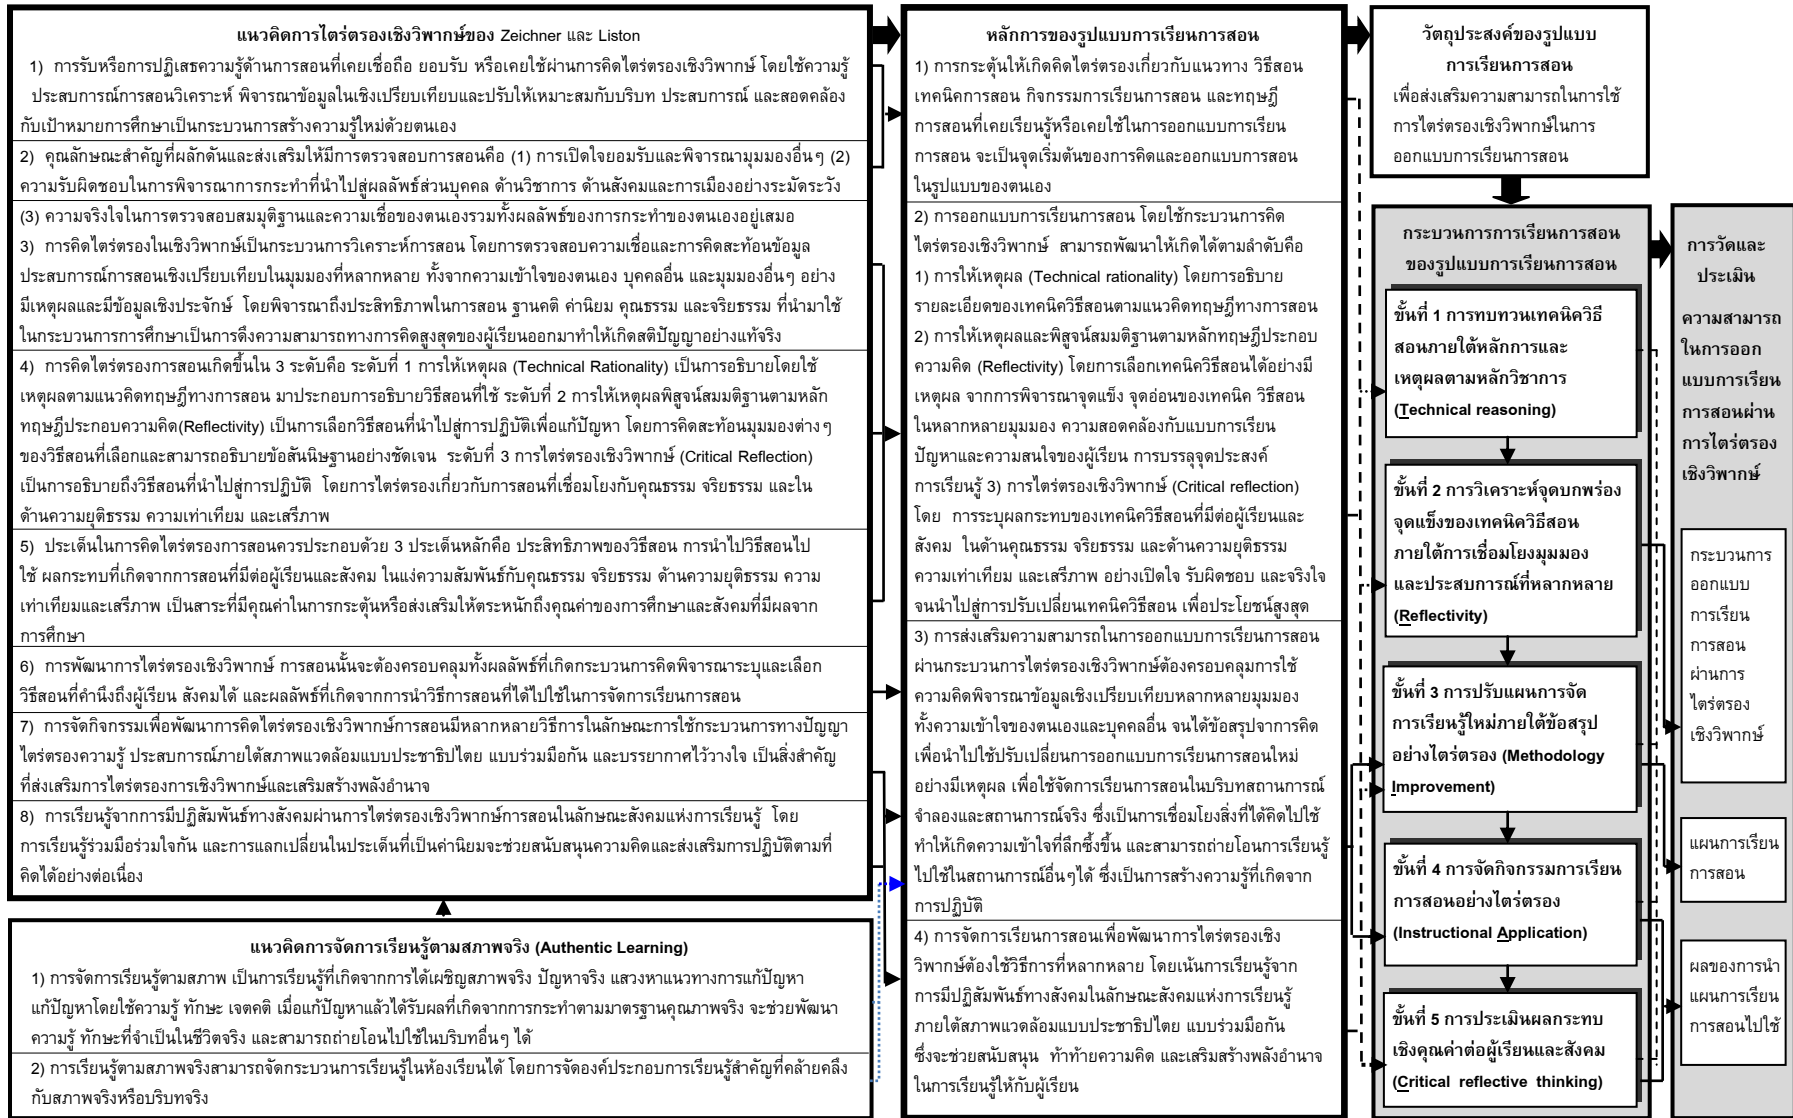 แนวคิดการไตร่ตรองเชิงวิพากษ์ของ Zeichner และ Liston
1) การรับหรือการปฏิเสธความรู้ด้านการสอนที่เคยเชื่อถือ ยอมรับ หรือเคยใช้ผ่านการคิดไตร่ตรองเชิงวิพากษ์ โดยใช้ความรู้
ประสบการณ์การสอนวิเคราะห์ พิจารณาข้อมูลในเชิงเปรียบเทียบและปรับให้เหมาะสมกับบริบท ประสบการณ์ และสอดคล้อง
กับเป้าหมายการศึกษาเป็นกระบวนการสร้างความรู้ใหม่ด้วยตนเอง
2) คุณลักษณะสำคัญที่ผลักดันและส่งเสริมให้มีการตรวจสอบการสอนคือ (1) การเปิดใจยอมรับและพิจารณามุมมองอื่นๆ (2)
ความรับผิดชอบในการพิจารณาการกระทำที่นำไปสู่ผลลัพธ์ส่วนบุคคล ด้านวิชาการ ด้านสังคมและการเมืองอย่างระมัดระวัง
(3) ความจริงใจในการตรวจสอบสมมุติฐานและความเชื่อของตนเองรวมทั้งผลลัพธ์ของการกระทำของตนเองอยู่เสมอ
3) การคิดไตร่ตรองในเชิงวิพากษ์เป็นกระบวนการวิเคราะห์การสอน โดยการตรวจสอบความเชื่อและการคิดสะท้อนข้อมูล
ประสบการณ์การสอนเชิงเปรียบเทียบในมุมมองที่หลากหลาย ทั้งจากความเข้าใจของตนเอง บุคคลอื่น และมุมมองอื่นๆ อย่าง
มีเหตุผลและมีข้อมูลเชิงประจักษ์ โดยพิจารณาถึงประสิทธิภาพในการสอน ฐานคติ ค่านิยม คุณธรรม และจริยธรรม ที่นำมาใช้
ในกระบวนการการศึกษาเป็นการดึงความสามารถทางการคิดสูงสุดของผู้เรียนออกมาทำให้เกิดสติปัญญาอย่างแท้จริง
4) การคิดไตร่ตรองการสอนเกิดขึ้นใน 3 ระดับคือ ระดับที่ 1 การให้เหตุผล (Technical Rationality) เป็นการอธิบายโดยใช้
เหตุผลตามแนวคิดทฤษฎีทางการสอน มาประกอบการอธิบายวิธีสอนที่ใช้ ระดับที่ 2 การให้เหตุผลพิสูจน์สมมติฐานตามหลัก
ทฤษฎีประกอบความคิด(Reflectivity) เป็นการเลือกวิธีสอนที่นำไปสู่การปฏิบัติเพื่อแก้ปัญหา โดยการคิดสะท้อนมุมมองต่างๆ
ของวิธีสอนที่เลือกและสามารถอธิบายข้อสันนิษฐานอย่างชัดเจน ระดับที่ 3 การไตร่ตรองเชิงวิพากษ์ (Critical Reflection)
เป็นการอธิบายถึงวิธีสอนที่นำไปสู่การปฏิบัติ โดยการไตร่ตรองเกี่ยวกับการสอนที่เชื่อมโยงกับคุณธรรม จริยธรรม และใน
ด้านความยุติธรรม ความเท่าเทียม และเสรีภาพ
5) ประเด็นในการคิดไตร่ตรองการสอนควรประกอบด้วย 3 ประเด็นหลักคือ ประสิทธิภาพของวิธีสอน การนำไปวิธีสอนไป
ใช้ ผลกระทบที่เกิดจากการสอนที่มีต่อผู้เรียนและสังคม ในแง่ความสัมพันธ์กับคุณธรรม จริยธรรม ด้านความยุติธรรม ความ
เท่าเทียมและเสรีภาพ เป็นสาระที่มีคุณค่าในการกระตุ้นหรือส่งเสริมให้ตระหนักถึงคุณค่าของการศึกษาและสังคมที่มีผลจาก
การศึกษา
6) การพัฒนาการไตร่ตรองเชิงวิพากษ์ การสอนนั้นจะต้องครอบคลุมทั้งผลลัพธ์ที่เกิดกระบวนการคิดพิจารณาระบุและเลือก
วิธีสอนที่คำนึงถึงผู้เรียน สังคมได้ และผลลัพธ์ที่เกิดจากการนำวิธีการสอนที่ได้ไปใช้ในการจัดการเรียนการสอน
7) การจัดกิจกรรมเพื่อพัฒนาการคิดไตร่ตรองเชิงวิพากษ์การสอนมีหลากหลายวิธีการในลักษณะการใช้กระบวนการทางปัญญา
ไตร่ตรองความรู้ ประสบการณ์ภายใต้สภาพแวดล้อมแบบประชาธิปไตย แบบร่วมมือกัน และบรรยากาศไว้วางใจ เป็นสิ่งสำคัญ
ที่ส่งเสริมการไตร่ตรองการเชิงวิพากษ์และเสริมสร้างพลังอำนาจ
8) การเรียนรู้จากการมีปฏิสัมพันธ์ทางสังคมผ่านการไตร่ตรองเชิงวิพากษ์การสอนในลักษณะสังคมแห่งการเรียนรู้ โดย
การเรียนรู้ร่วมมือร่วมใจกัน และการแลกเปลี่ยนในประเด็นที่เป็นค่านิยมจะช่วยสนับสนุนความคิดและส่งเสริมการปฏิบัติตามที่
คิดได้อย่างต่อเนื่อง
แนวคิดการจัดการเรียนรู้ตามสภาพจริง (Authentic Learning)
1) การจัดการเรียนรู้ตามสภาพ เป็นการเรียนรู้ที่เกิดจากการได้เผชิญสภาพจริง ปัญหาจริง แสวงหาแนวทางการแก้ปัญหา
แก้ปัญหาโดยใช้ความรู้ ทักษะ เจตคติ เมื่อแก้ปัญหาแล้วได้รับผลที่เกิดจากการกระทำตามมาตรฐานคุณภาพจริง จะช่วยพัฒนา
ความรู้ ทักษะที่จำเป็นในชีวิตจริง และสามารถถ่ายโอนไปใช้ในบริบทอื่นๆ ได้
2) การเรียนรู้ตามสภาพจริงสามารถจัดกระบวนการเรียนรู้ในห้องเรียนได้ โดยการจัดองค์ประกอบการเรียนรู้สำคัญที่คล้ายคลึง
กับสภาพจริงหรือบริบทจริง
หลักการของรูปแบบการเรียนการสอน
1) การกระตุ้นให้เกิดคิดไตร่ตรองเกี่ยวกับแนวทาง วิธีสอน
เทคนิคการสอน กิจกรรมการเรียนการสอน และทฤษฎี
การสอนที่เคยเรียนรู้หรือเคยใช้ในการออกแบบการเรียน
การสอน จะเป็นจุดเริ่มต้นของการคิดและออกแบบการสอน
ในรูปแบบของตนเอง
2) การออกแบบการเรียนการสอน โดยใช้กระบวนการคิด
ไตร่ตรองเชิงวิพากษ์ สามารถพัฒนาให้เกิดได้ตามลำดับคือ
1) การให้เหตุผล (Technical rationality) โดยการอธิบาย
รายละเอียดของเทคนิควิธีสอนตามแนวคิดทฤษฎีทางการสอน
2) การให้เหตุผลและพิสูจน์สมมติฐานตามหลักทฤษฎีประกอบ
ความคิด (Reflectivity) โดยการเลือกเทคนิควิธีสอนได้อย่างมี
เหตุผล จากการพิจารณาจุดแข็ง จุดอ่อนของเทคนิค วิธีสอน
ในหลากหลายมุมมอง ความสอดคล้องกับแบบการเรียน
ปัญหาและความสนใจของผู้เรียน การบรรลุจุดประสงค์
การเรียนรู้ 3) การไตร่ตรองเชิงวิพากษ์ (Critical reflection)
โดย การระบุผลกระทบของเทคนิควิธีสอนที่มีต่อผู้เรียนและ
สังคม ในด้านคุณธรรม จริยธรรม และด้านความยุติธรรม
ความเท่าเทียม และเสรีภาพ อย่างเปิดใจ รับผิดชอบ และจริงใจ
จนนำไปสู่การปรับเปลี่ยนเทคนิควิธีสอน เพื่อประโยชน์สูงสุด
3) การส่งเสริมความสามารถในการออกแบบการเรียนการสอน
ผ่านกระบวนการไตร่ตรองเชิงวิพากษ์ต้องครอบคลุมการใช้
ความคิดพิจารณาข้อมูลเชิงเปรียบเทียบหลากหลายมุมมอง
ทั้งความเข้าใจของตนเองและบุคคลอื่น จนได้ข้อสรุปจากการคิด
เพื่อนำไปใช้ปรับเปลี่ยนการออกแบบการเรียนการสอนใหม่
อย่างมีเหตุผล เพื่อใช้จัดการเรียนการสอนในบริบทสถานการณ์
จำลองและสถานการณ์จริง ซึ่งเป็นการเชื่อมโยงสิ่งที่ได้คิดไปใช้
ทำให้เกิดความเข้าใจที่ลึกซึ้งขึ้น และสามารถถ่ายโอนการเรียนรู้
ไปใช้ในสถานการณ์อื่นๆได้ ซึ่งเป็นการสร้างความรู้ที่เกิดจาก
การปฏิบัติ
4) การจัดการเรียนการสอนเพื่อพัฒนาการไตร่ตรองเชิง
วิพากษ์ต้องใช้วิธีการที่หลากหลาย โดยเน้นการเรียนรู้จาก
การมีปฏิสัมพันธ์ทางสังคมในลักษณะสังคมแห่งการเรียนรู้
ภายใต้สภาพแวดล้อมแบบประชาธิปไตย แบบร่วมมือกัน
ซึ่งจะช่วยสนับสนุน ท้าทายความคิด และเสริมสร้างพลังอำนาจ
ในการเรียนรู้ให้กับผู้เรียน
วัตถุประสงค์ของรูปแบบ
การเรียนการสอน
เพื่อส่งเสริมความสามารถในการใช้
การไตร่ตรองเชิงวิพากษ์ในการ
ออกแบบการเรียนการสอน
กระบวนการการเรียนการสอน
ของรูปแบบการเรียนการสอน
ขั้นที่ 1 การทบทวนเทคนิควิธี
สอนภายใต้หลักการและ
เหตุผลตามหลักวิชาการ
(Technical reasoning)
ขั้นที่ 2 การวิเคราะห์จุดบกพร่อง
จุดแข็งของเทคนิควิธีสอน
ภายใต้การเชื่อมโยงมุมมอง
และประสบการณ์ที่หลากหลาย
(Reflectivity)
ขั้นที่ 3 การปรับแผนการจัด
การเรียนรู้ใหม่ภายใต้ข้อสรุป
อย่างไตร่ตรอง (Methodology
Improvement)
ขั้นที่ 4 การจัดกิจกรรมการเรียน
การสอนอย่างไตร่ตรอง
(Instructional Application)
ขั้นที่ 5 การประเมินผลกระทบ
เชิงคุณค่าต่อผู้เรียนและสังคม
(Critical reflective thinking)
การวัดและ
ประเมิน
ความสามารถ
ในการออก
แบบการเรียน
การสอนผ่าน
การไตร่ตรอง
เชิงวิพากษ์
กระบวนการ
ออกแบบ
การเรียน
การสอน
ผ่านการ
ไตร่ตรอง
เชิงวิพากษ์
แผนการเรียน
การสอน
ผลของการนำ
แผนการเรียน
การสอนไปใช้